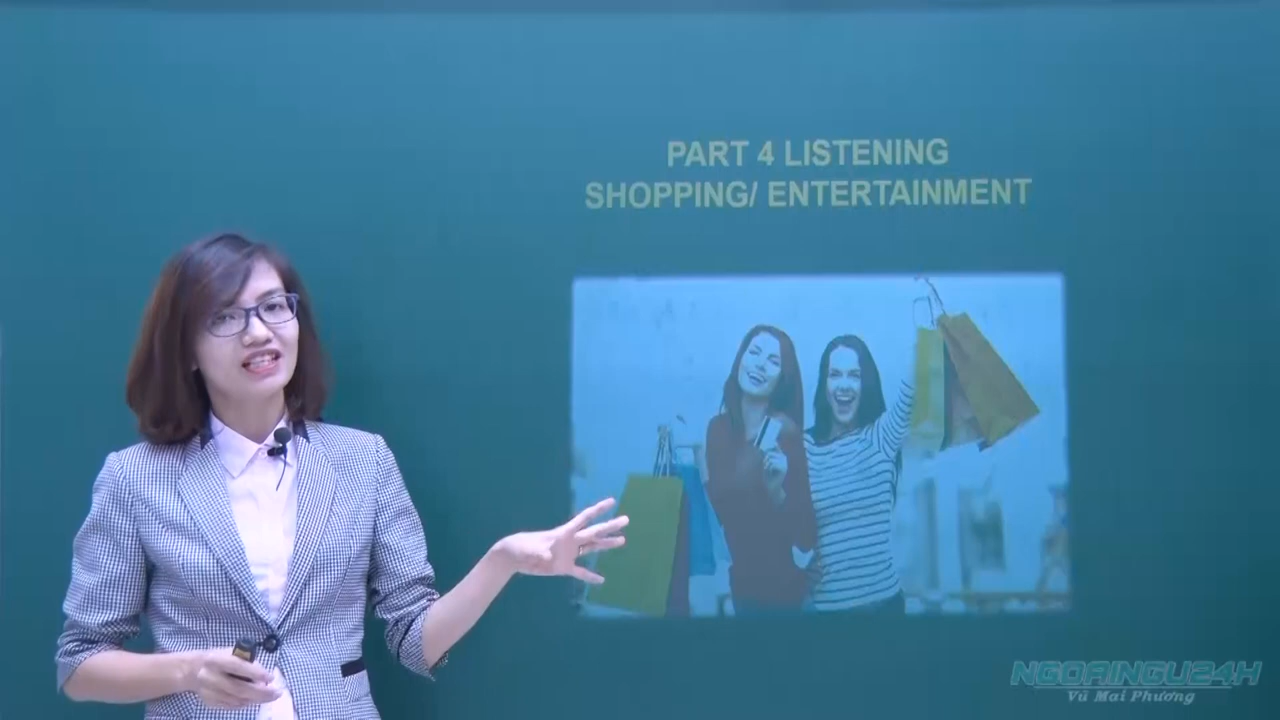 PART 4 LISTENING
SHOPPING/ ENTERTAINMENT
NGOAINGU24H
Vũ Mai Phương